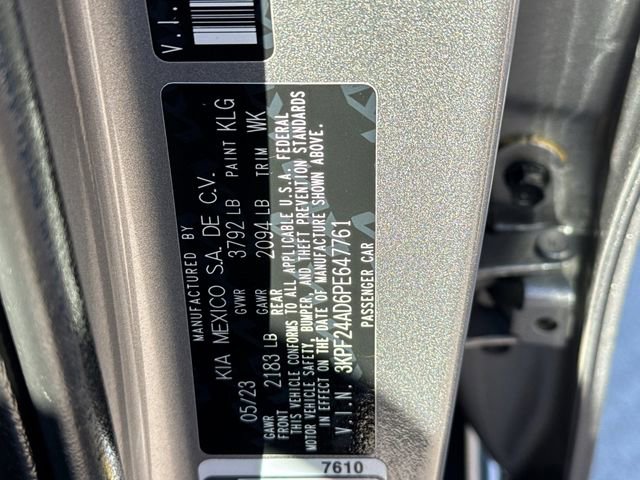 V.I.
MANUFACTURED BY
KIA MEXICO S.A. DE C.V.
05/23 GVWR 3792 LB PAINT KLG
GAWR FRONT 2183 LB GAWR REAR 2094 LB TRIM WK
THIS VEHICLE CONFORMS TO ALL APPLICABLE U.S.A. FEDERAL
MOTOR VEHICLE SAFETY, BUMPER, AND THEFT PREVENTION STANDARDS
IN EFFECT ON THE DATE OF MANUFACTURE SHOWN ABOVE.
V.I.N. 3KPF24AD6PE647761
PASSENGER CAR
7610